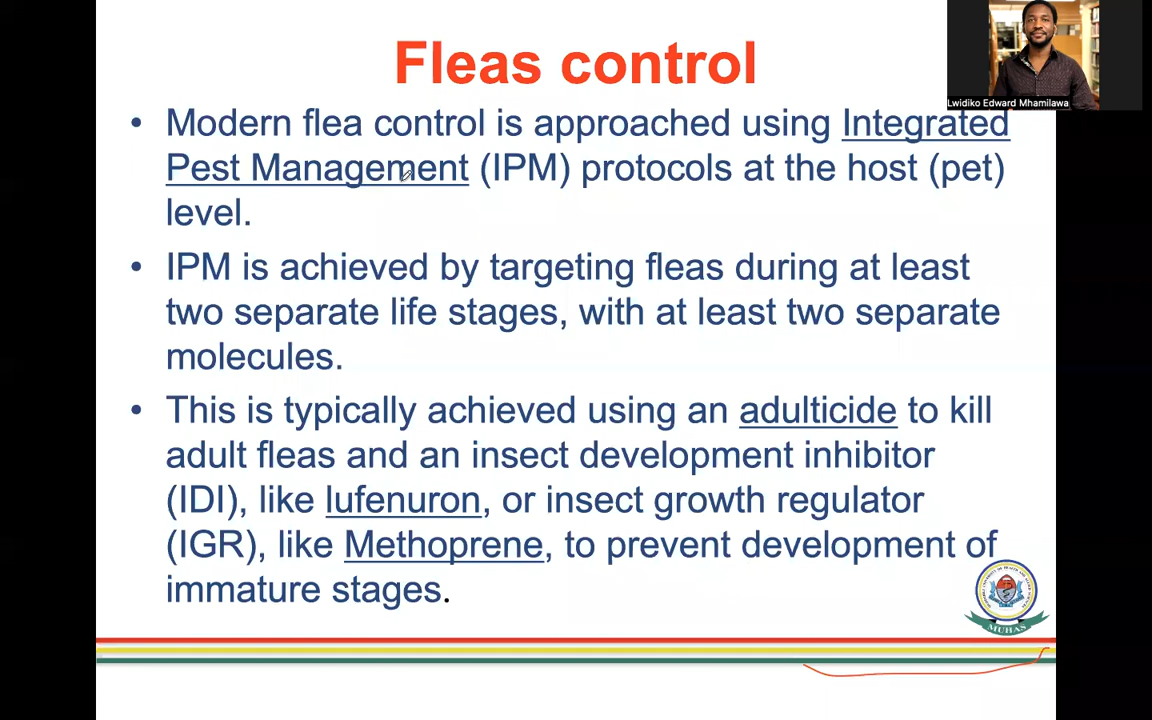 Fleas control
Lwidiko Edward Mhamilawa
• Modern flea control is approached using Integrated
Pest Management (IPM) protocols at the host (pet)
level.
• IPM is achieved by targeting fleas during at least
two separate life stages, with at least two separate
molecules.
• This is typically achieved using an adulticide to kill
adult fleas and an insect development inhibitor
(IDI), like lufenuron, or insect growth regulator
(IGR), like Methoprene, to prevent development of
immature stages.
MUHAS